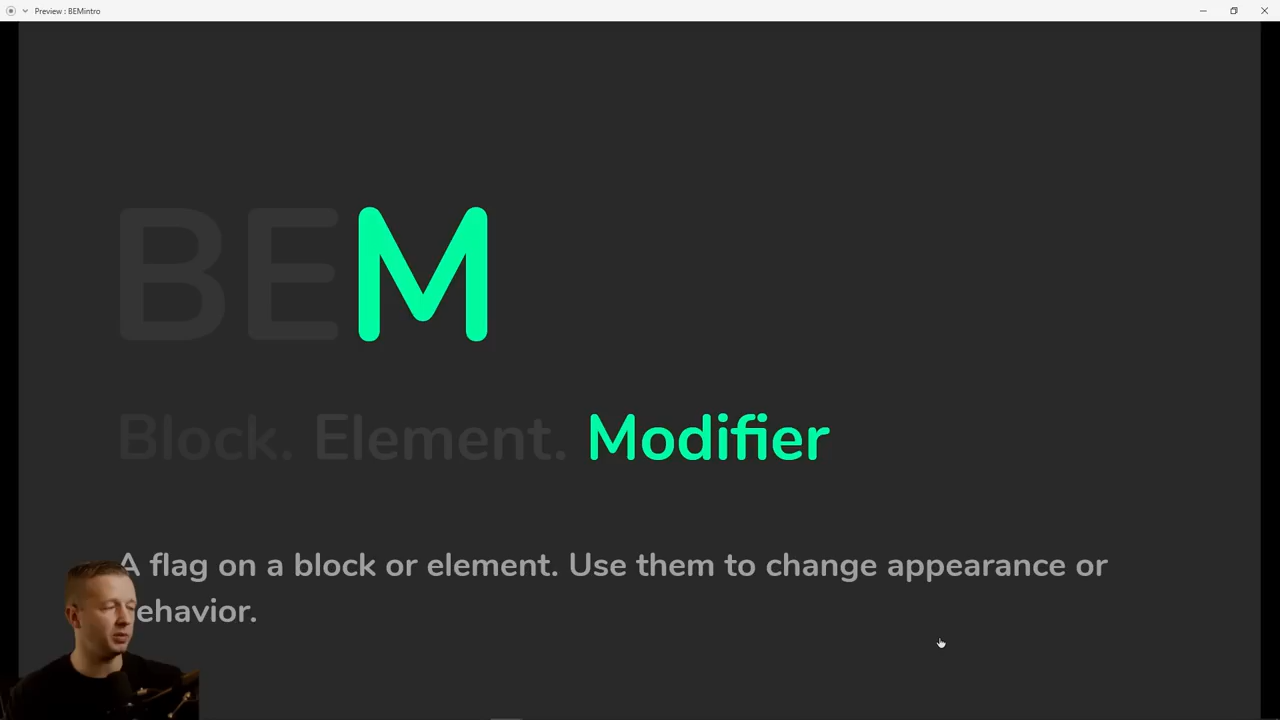 Preview : BEMintro
BEM
Block. Element. Modifier
A flag on a block or element. Use them to change appearance or
ehavior.